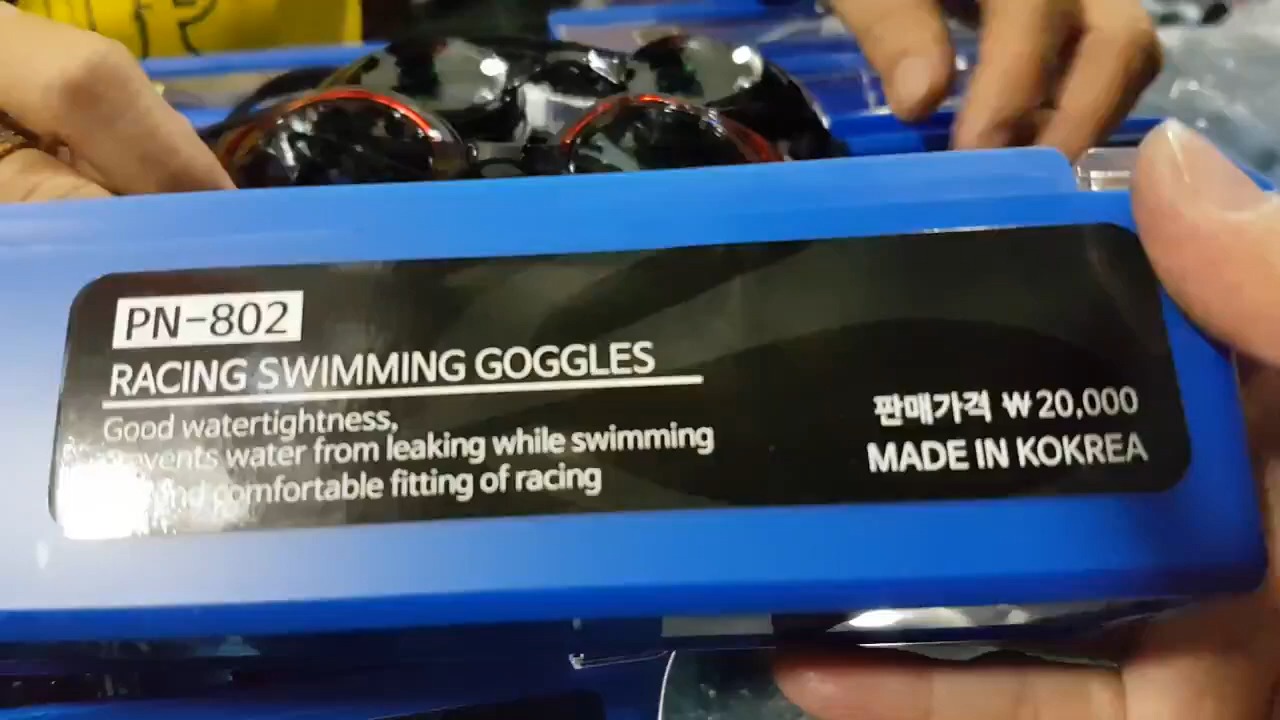 PN-802
RACING SWIMMING GOGGLES
Good watertightness,
water from leaking while swimming
comfortable fitting of racing
판매가격 ₩20,000
MADE IN KOKREA